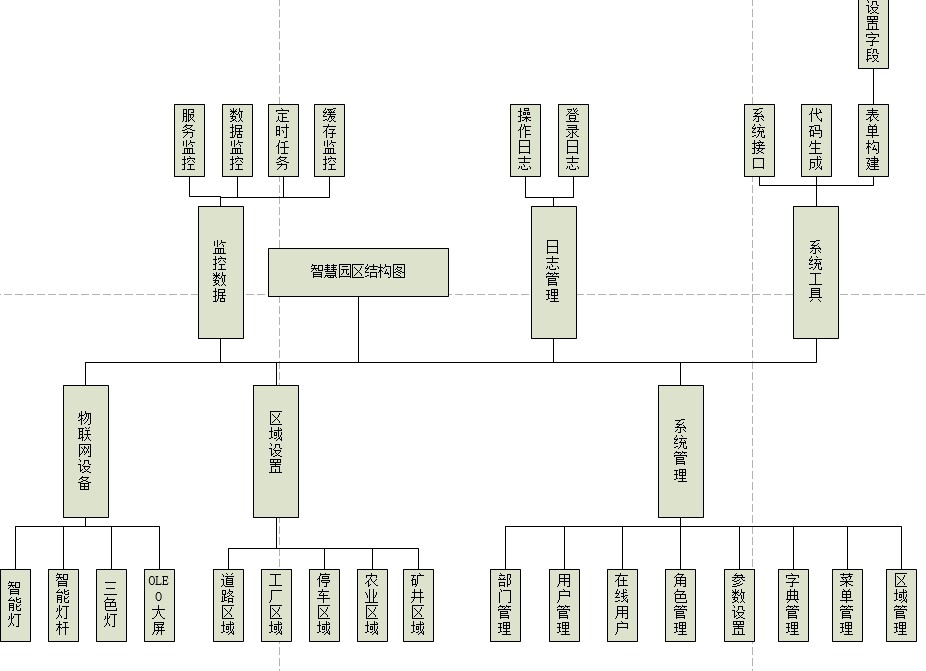 设置字段
服务监控
数据监控
定时任务
缓存监控
操作日志
登录日志
系统接口
代码生成
表单构建
监控数据
智慧园区结构图
日志管理
系统工具
物联网设备
区域设置
系统管理
智能灯
智能灯杆
三色灯
OLEO大屏
道路区域
工厂区域
停车区域
农业区域
矿井区域
部门管理
用户管理
在线用户
角色管理
参数设置
字典管理
菜单管理
区域管理